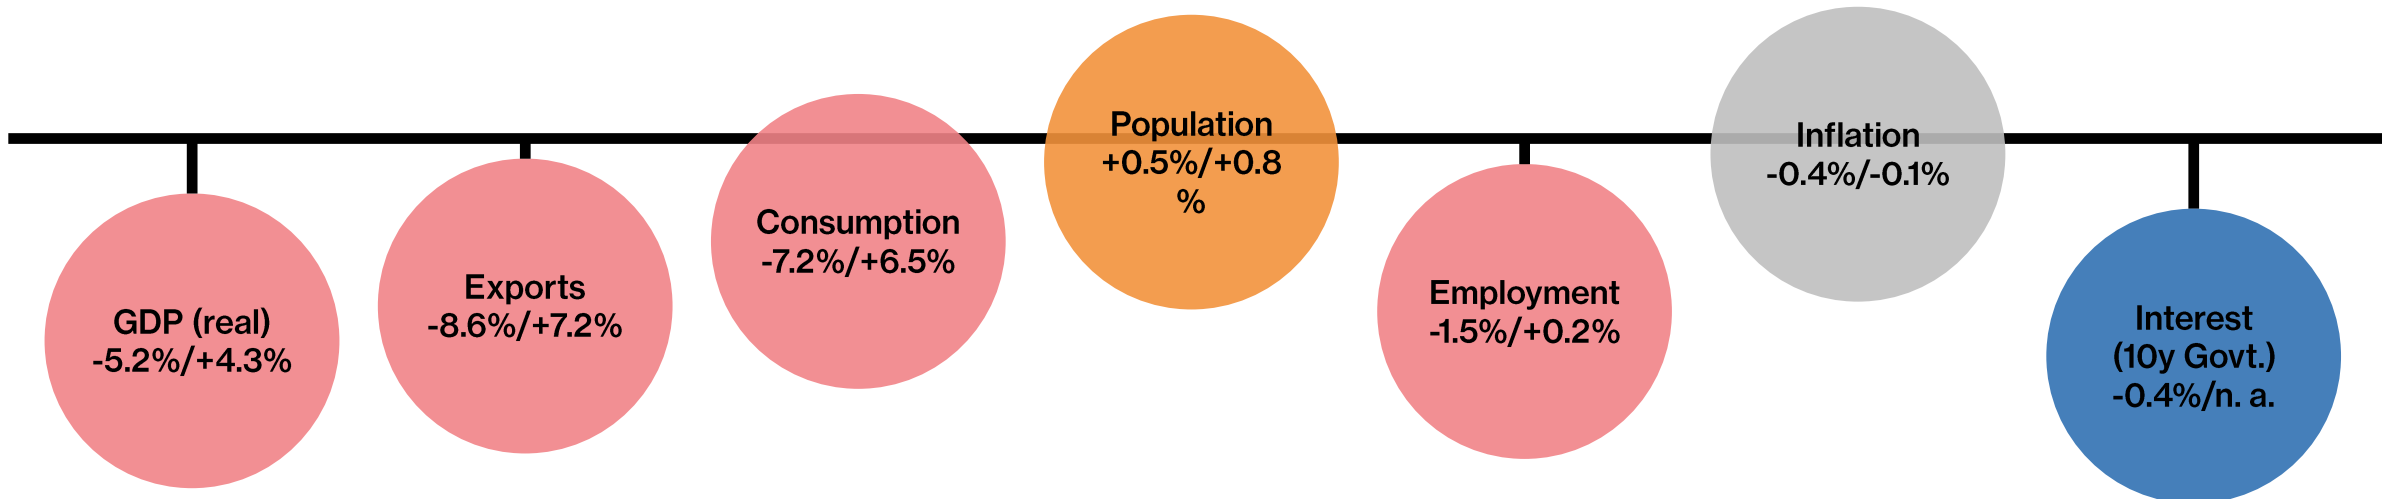 GDP (real)
-5.2%/+4.3%
Exports
-8.6%/+7.2%
Consumption
-7.2%/+6.5%
Population
+0.5%/+0.8
%
Employment
-1.5%/+0.2%
Inflation
-0.4%/-0.1%
Interest
(10y Govt.)
-0.4%/n. a.